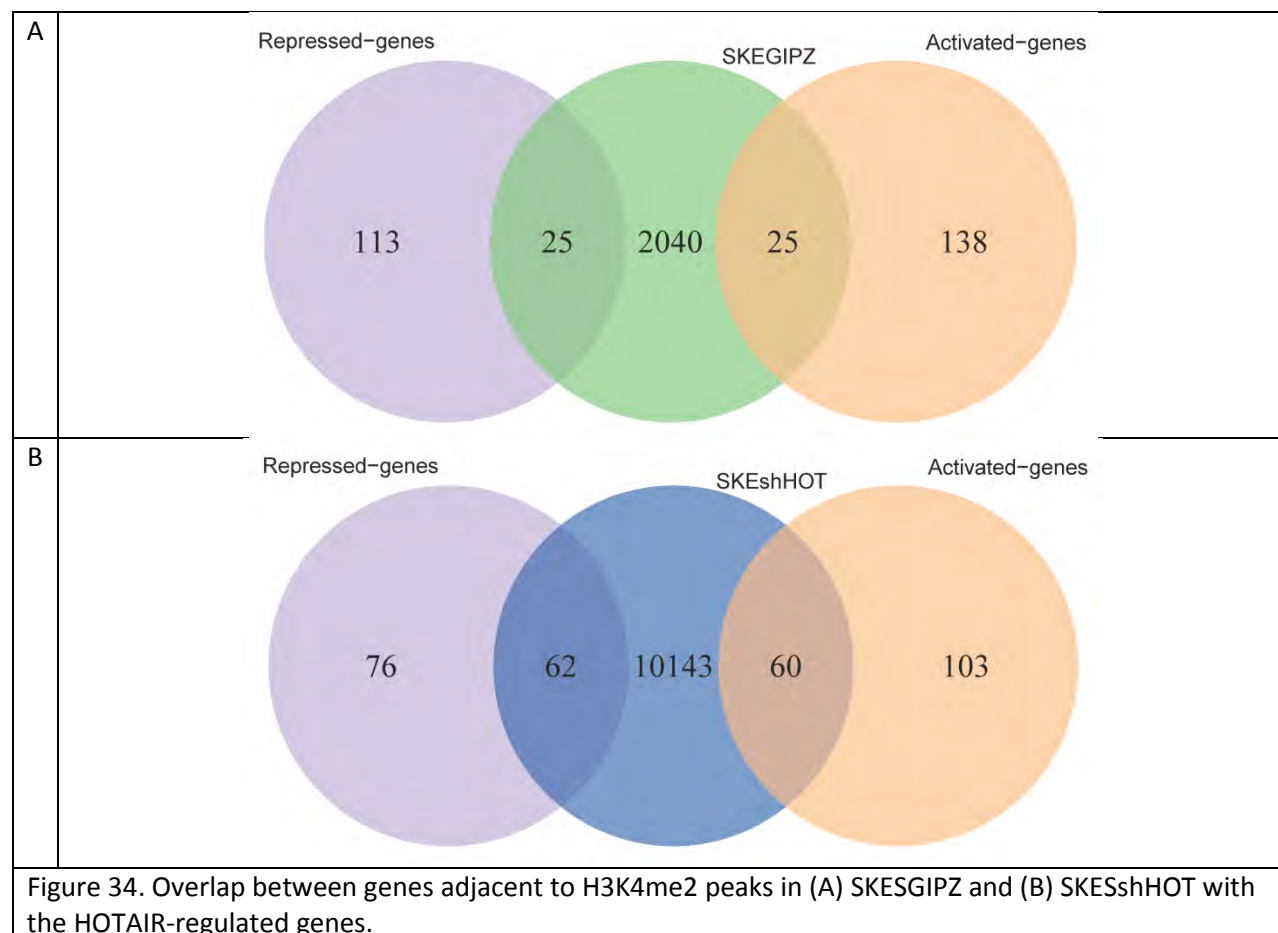 A
Repressed−genes
SKEGIPZ
Activated−genes
113
25
2040
25
138
B
Repressed−genes
SKEshHOT
Activated−genes
76
62
10143
60
103
Figure 34. Overlap between genes adjacent to H3K4me2 peaks in (A) SKESGIPZ and (B) SKESshHOT with
the HOTAIR-regulated genes.